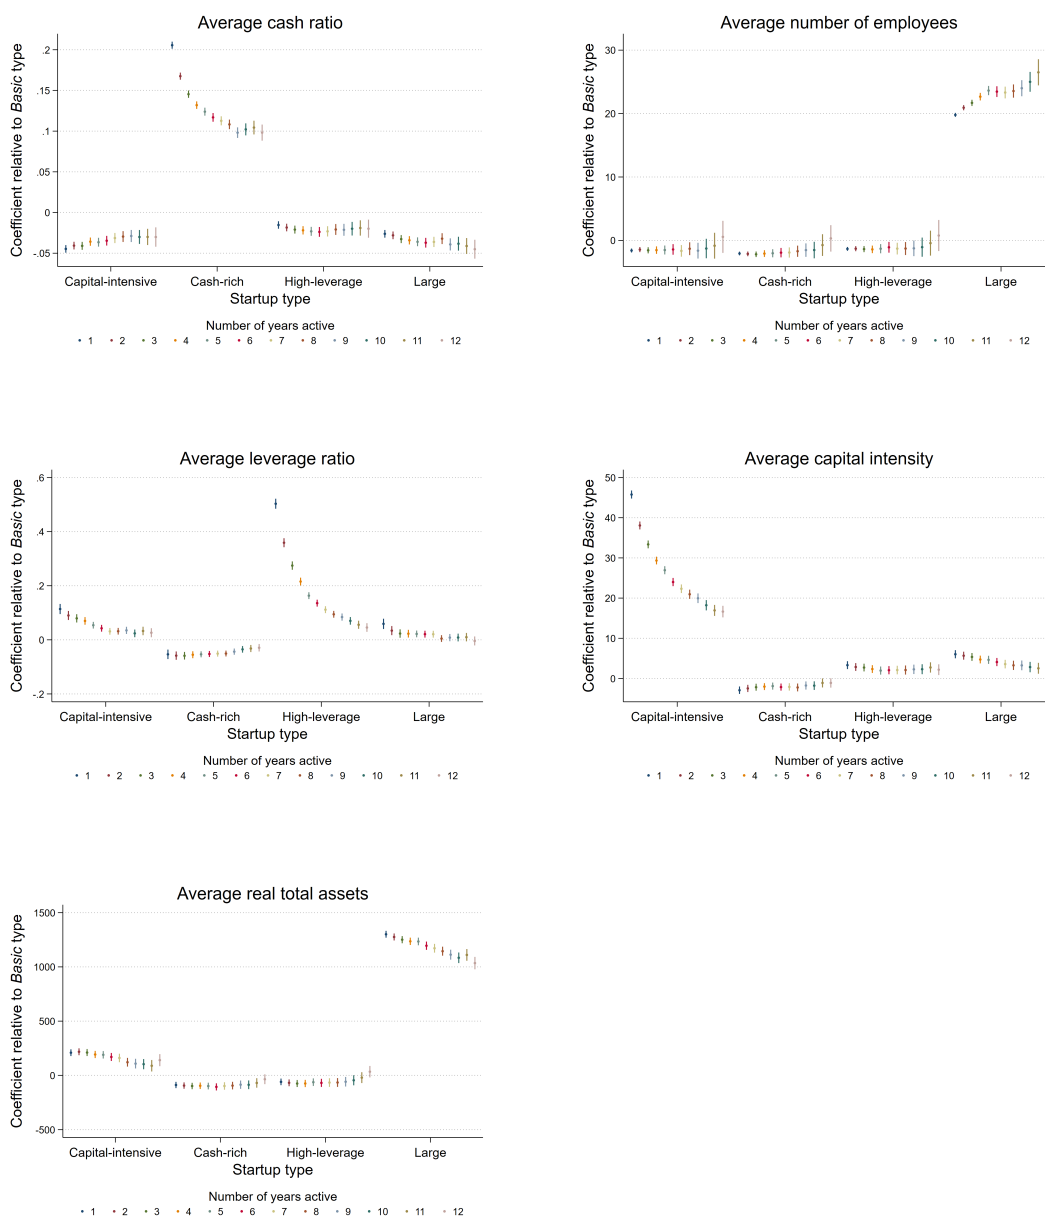 Average cash ratio
Coefficient relative to Basic type
.2
.15
.1
.05
0
-.05
Capital-intensive Cash-rich High-leverage Large
Startup type
Number of years active
1 2 3 4 5 6 7 8 9 10 11 12
Average number of employees
Coefficient relative to Basic type
30
20
10
0
Capital-intensive Cash-rich High-leverage Large
Startup type
Number of years active
1 2 3 4 5 6 7 8 9 10 11 12
Average leverage ratio
Coefficient relative to Basic type
.6
.4
.2
0
-.2
Capital-intensive Cash-rich High-leverage Large
Startup type
Number of years active
1 2 3 4 5 6 7 8 9 10 11 12
Average capital intensity
Coefficient relative to Basic type
50
40
30
20
10
0
Capital-intensive Cash-rich High-leverage Large
Startup type
Number of years active
1 2 3 4 5 6 7 8 9 10 11 12
Average real total assets
Coefficient relative to Basic type
1500
1000
500
0
-500
Capital-intensive Cash-rich High-leverage Large
Startup type
Number of years active
1 2 3 4 5 6 7 8 9 10 11 12